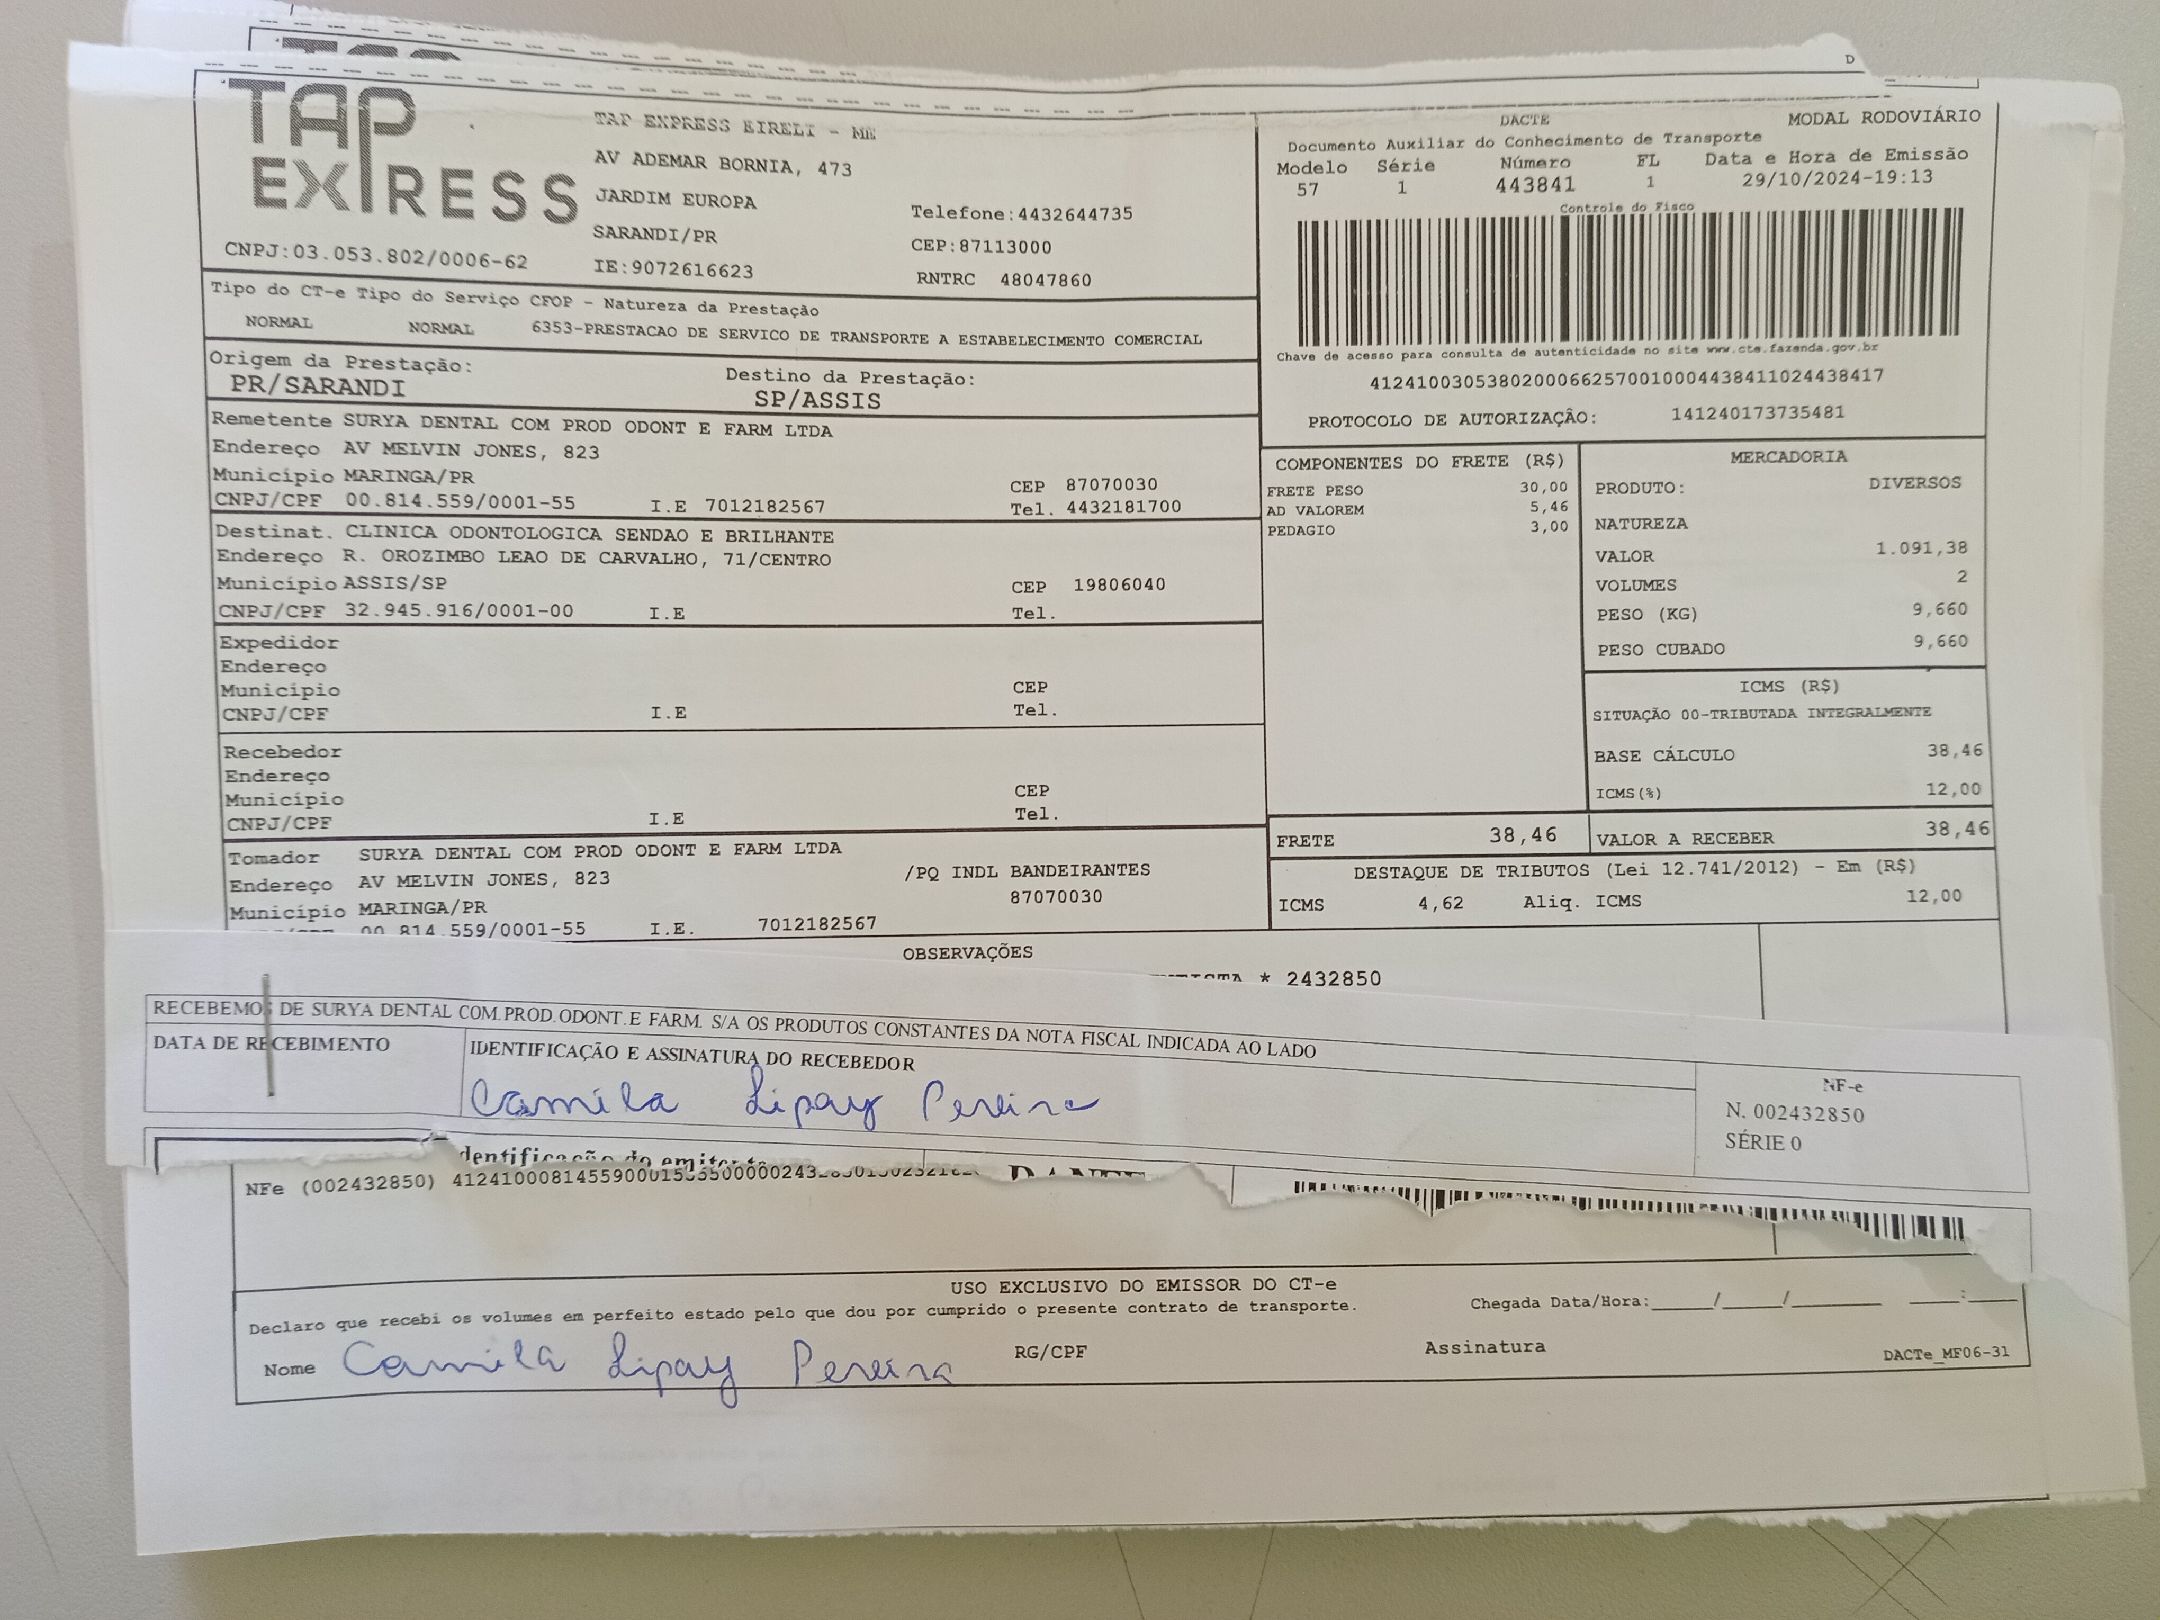 TAP
EXPRESS
CNPJ:03.053.802/0006-62
TAP EXPRESS EIRELI - ME
AV ADEMAR BORNIA, 473
JARDIM EUROPA
SARANDI/PR
IE:9072616623
Telefone:4432644735
CEP:87113000
RNTRC 48047860
D
DACTE MODAL RODOVIÁRIO
Documento Auxiliar do Conhecimento de Transporte
Modelo Série Número FL Data e Hora de Emissão
57 1 443841 1 29/10/2024-19:13
Controle do Fisco
Chave de acesso para consulta de autenticidade no site www.cte.fazenda.gov.br
41241003053802000662570010004438411024438417
PROTOCOLO DE AUTORIZAÇÃO: 141240173735481
Tipo do CT-e Tipo do Serviço CFOP - Natureza da Prestação
NORMAL NORMAL 6353-PRESTACAO DE SERVICO DE TRANSPORTE A ESTABELECIMENTO COMERCIAL
Origem da Prestação: Destino da Prestação:
PR/SARANDI SP/ASSIS
Remetente SURYA DENTAL COM PROD ODONT E FARM LTDA
Endereço AV MELVIN JONES, 823
Município MARINGA/PR CEP 87070030
CNPJ/CPF 00.814.559/0001-55 I.E 7012182567 Tel. 4432181700
Destinat. CLINICA ODONTOLOGICA SENDAO E BRILHANTE
Endereço R. OROZIMBO LEAO DE CARVALHO, 71/CENTRO
Município ASSIS/SP CEP 19806040
CNPJ/CPF 32.945.916/0001-00 I.E Tel.
Expedidor
Endereço
Município CEP
CNPJ/CPF I.E Tel.
Recebedor
Endereço
Município CEP
CNPJ/CPF I.E Tel.
Tomador SURYA DENTAL COM PROD ODONT E FARM LTDA
Endereço AV MELVIN JONES, 823 /PQ INDL BANDEIRANTES
Município MARINGA/PR 87070030
00.814.559/0001-55 I.E. 7012182567
COMPONENTES DO FRETE (R$)
FRETE PESO 30,00
AD VALOREM 5,46
PEDAGIO 3,00
MERCADORIA
PRODUTO: DIVERSOS
NATUREZA
VALOR 1.091,38
VOLUMES 2
PESO (KG) 9,660
PESO CUBADO 9,660
ICMS (R$)
SITUAÇÃO 00-TRIBUTADA INTEGRALMENTE
BASE CÁLCULO 38,46
ICMS(%) 12,00
FRETE 38,46 VALOR A RECEBER 38,46
DESTAQUE DE TRIBUTOS (Lei 12.741/2012) - Em (R$)
ICMS 4,62 Aliq. ICMS 12,00
OBSERVAÇÕES
* 2432850
RECEBEMOS DE SURYA DENTAL COM.PROD.ODONT.E FARM. S/A OS PRODUTOS CONSTANTES DA NOTA FISCAL INDICADA AO LADO
DATA DE RECEBIMENTO IDENTIFICAÇÃO E ASSINATURA DO RECEBEDOR
Camila Lipay Pereira
NF-e
N. 002432850
SÉRIE 0
dentificação do emitente
NFe (002432850)
USO EXCLUSIVO DO EMISSOR DO CT-e
Declaro que recebi os volumes em perfeito estado pelo que dou por cumprido o presente contrato de transporte. Chegada Data/Hora:_____/_____/________ ____:____
Nome Camila Lipay Pereira RG/CPF Assinatura DACTe_MF06-31